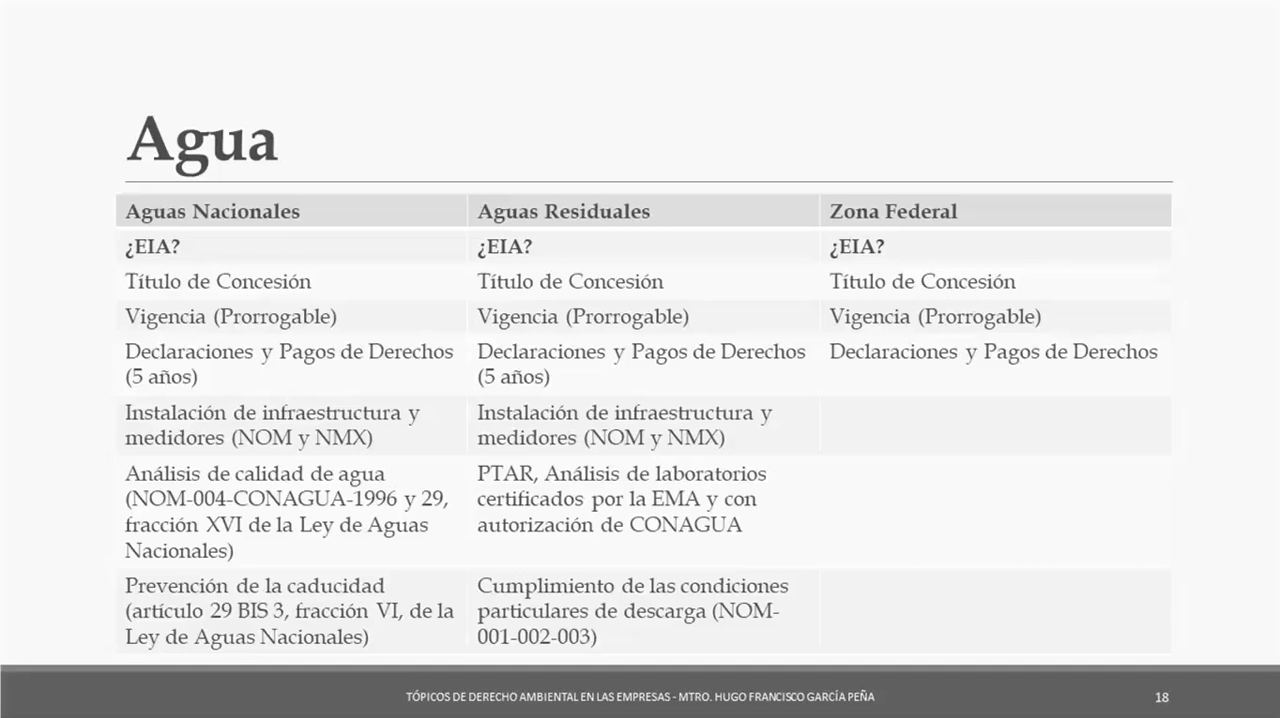 Agua
Aguas Nacionales
Aguas Residuales
Zona Federal
¿EIA?
¿EIA?
¿EIA?
Título de Concesión
Título de Concesión
Título de Concesión
Vigencia (Prorrogable)
Vigencia (Prorrogable)
Vigencia (Prorrogable)
Declaraciones y Pagos de Derechos
(5 años)
Declaraciones y Pagos de Derechos
(5 años)
Declaraciones y Pagos de Derechos
Instalación de infraestructura y
medidores (NOM y NMX)
Instalación de infraestructura y
medidores (NOM y NMX)
Análisis de calidad de agua
(NOM-004-CONAGUA-1996 y 29,
fracción XVI de la Ley de Aguas
Nacionales)
PTAR, Análisis de laboratorios
certificados por la EMA y con
autorización de CONAGUA
Prevención de la caducidad
(artículo 29 BIS 3, fracción VI, de la
Ley de Aguas Nacionales)
Cumplimiento de las condiciones
particulares de descarga (NOM-
001-002-003)
TÓPICOS DE DERECHO AMBIENTAL EN LAS EMPRESAS - MTRO. HUGO FRANCISCO GARCÍA PEÑA
18